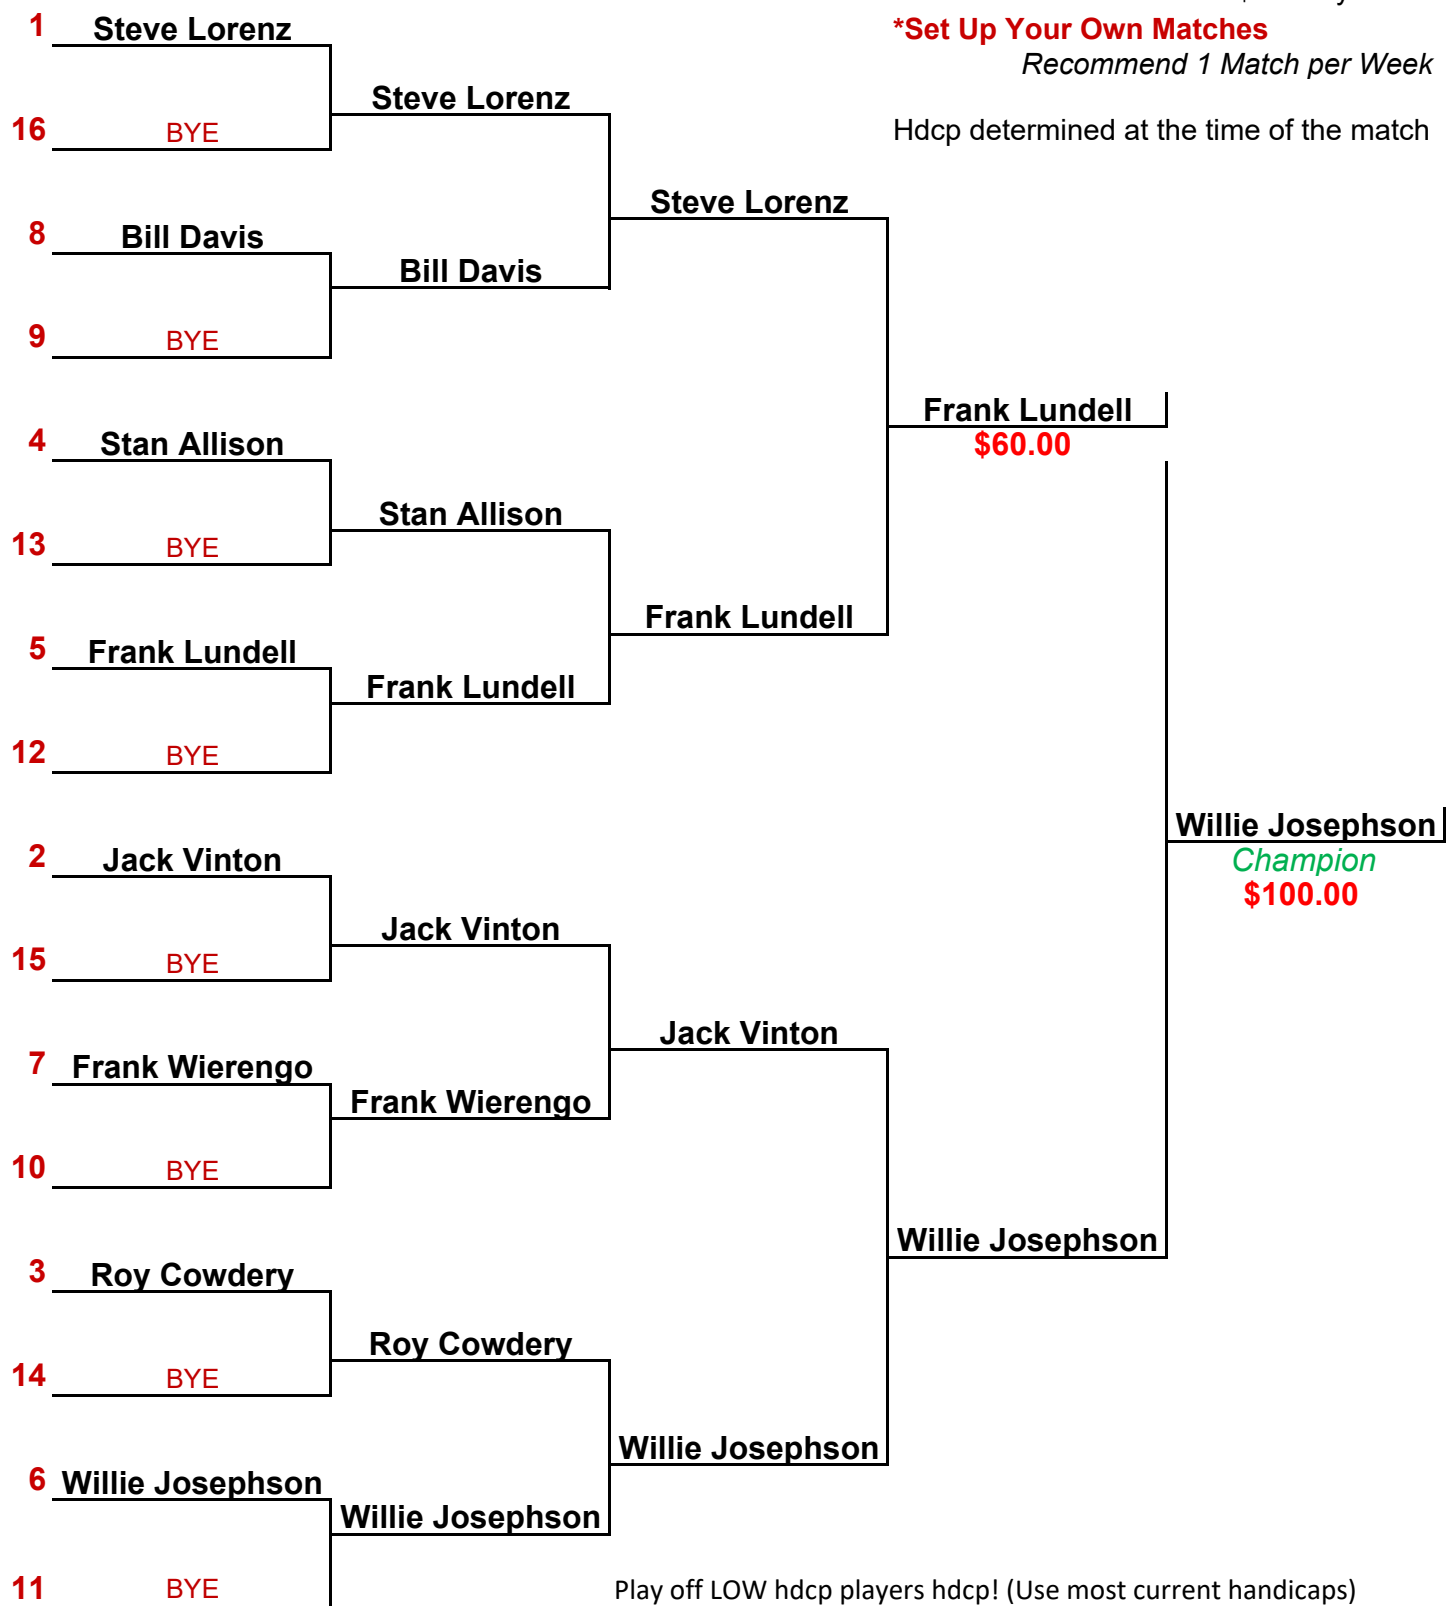 1 Steve Lorenz
*Set Up Your Own Matches
Recommend 1 Match per Week
Steve Lorenz
16 BYE
Hdcp determined at the time of the match
Steve Lorenz
8 Bill Davis
Bill Davis
9 BYE
Frank Lundell
$60.00
4 Stan Allison
Stan Allison
13 BYE
Frank Lundell
5 Frank Lundell
Frank Lundell
12 BYE
Willie Josephson
Champion
$100.00
2 Jack Vinton
Jack Vinton
15 BYE
Jack Vinton
7 Frank Wierengo
Frank Wierengo
10 BYE
Willie Josephson
3 Roy Cowdery
Roy Cowdery
14 BYE
Willie Josephson
6 Willie Josephson
Willie Josephson
11 BYE
Play off LOW hdcp players hdcp! (Use most current handicaps)